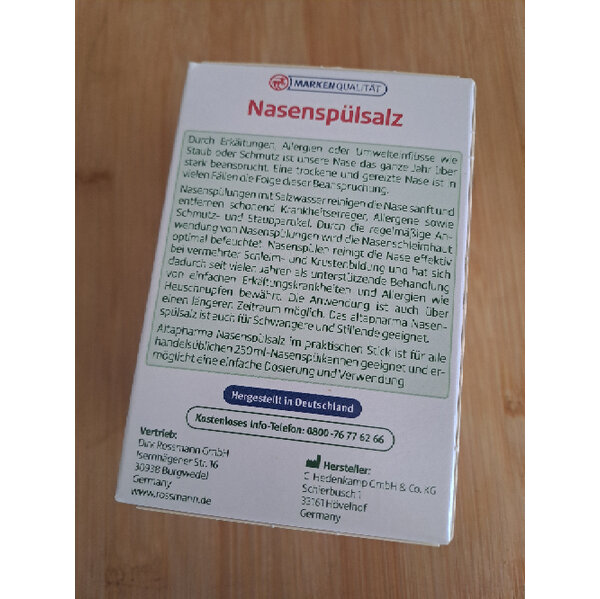 MARKENQUALITÄT
Nasenspülsalz
Durch Erkältungen, Allergien oder Umwelteinflüsse wie
Staub oder Schmutz ist unsere Nase das ganze Jahr über
stark beansprucht. Eine trockene und gereizte Nase ist in
vielen Fällen die Folge dieser Beanspruchung.
Nasenspülungen mit Salzwasser reinigen die Nase sanft und
entfernen schonend Krankheitserreger, Allergene sowie
Schmutz- und Staubpartikel. Durch die regelmäßige An-
wendung von Nasenspülungen wird die Nasenschleimhaut
optimal befeuchtet. Nasenspülen reinigt die Nase effektiv
bei vermehrter Schleim- und Krustenbildung und hat sich
dadurch seit vielen Jahren als unterstützende Behandlung
von einfachen Erkältungskrankheiten und Allergien wie
Heuschnupfen bewährt. Die Anwendung ist auch über
einen längeren Zeitraum möglich. Das altapharma Nasen-
spülsalz ist auch für Schwangere und Stillende geeignet.
Altapharma Nasenspülsalz im praktischen Stick ist für alle
handelsüblichen 250ml-Nasenspülkannen geeignet und er-
möglicht eine einfache Dosierung und Verwendung
Hergestellt in Deutschland
Kostenloses Info-Telefon: 0800 -76 77 62 66
Vertrieb:
Dirk Rossmann GmbH
Isernhägener Str. 16
30938 Burgwedel
Germany
www.rossmann.de
Hersteller:
C. Hedenkamp GmbH & Co. KG
Schierbusch 1
33161 Hövelhof
Germany